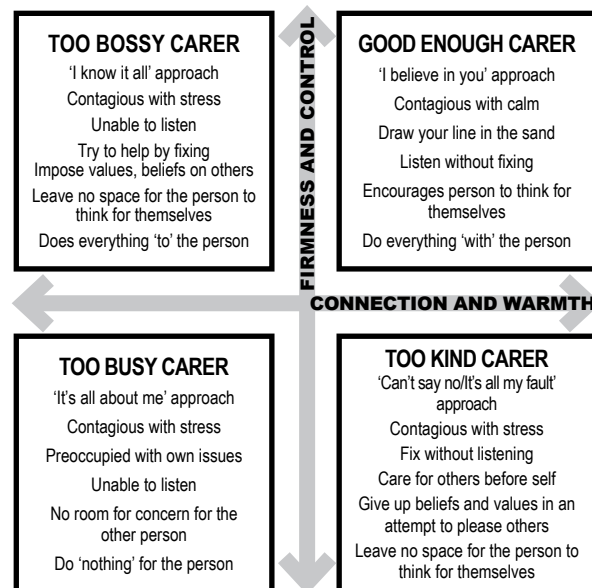 TOO BOSSY CARER
‘I know it all’ approach
Contagious with stress
Unable to listen
Try to help by fixing
Impose values, beliefs on others
Leave no space for the person to
think for themselves
Does everything ‘to’ the person
FIRMNESS AND CONTROL
GOOD ENOUGH CARER
‘I believe in you’ approach
Contagious with calm
Draw your line in the sand
Listen without fixing
Encourages person to think for
themselves
Do everything ‘with’ the person
CONNECTION AND WARMTH
TOO BUSY CARER
‘It’s all about me’ approach
Contagious with stress
Preoccupied with own issues
Unable to listen
No room for concern for the
other person
Do ‘nothing’ for the person
TOO KIND CARER
‘Can’t say no/It’s all my fault’
approach
Contagious with stress
Fix without listening
Care for others before self
Give up beliefs and values in an
attempt to please others
Leave no space for the person to
think for themselves